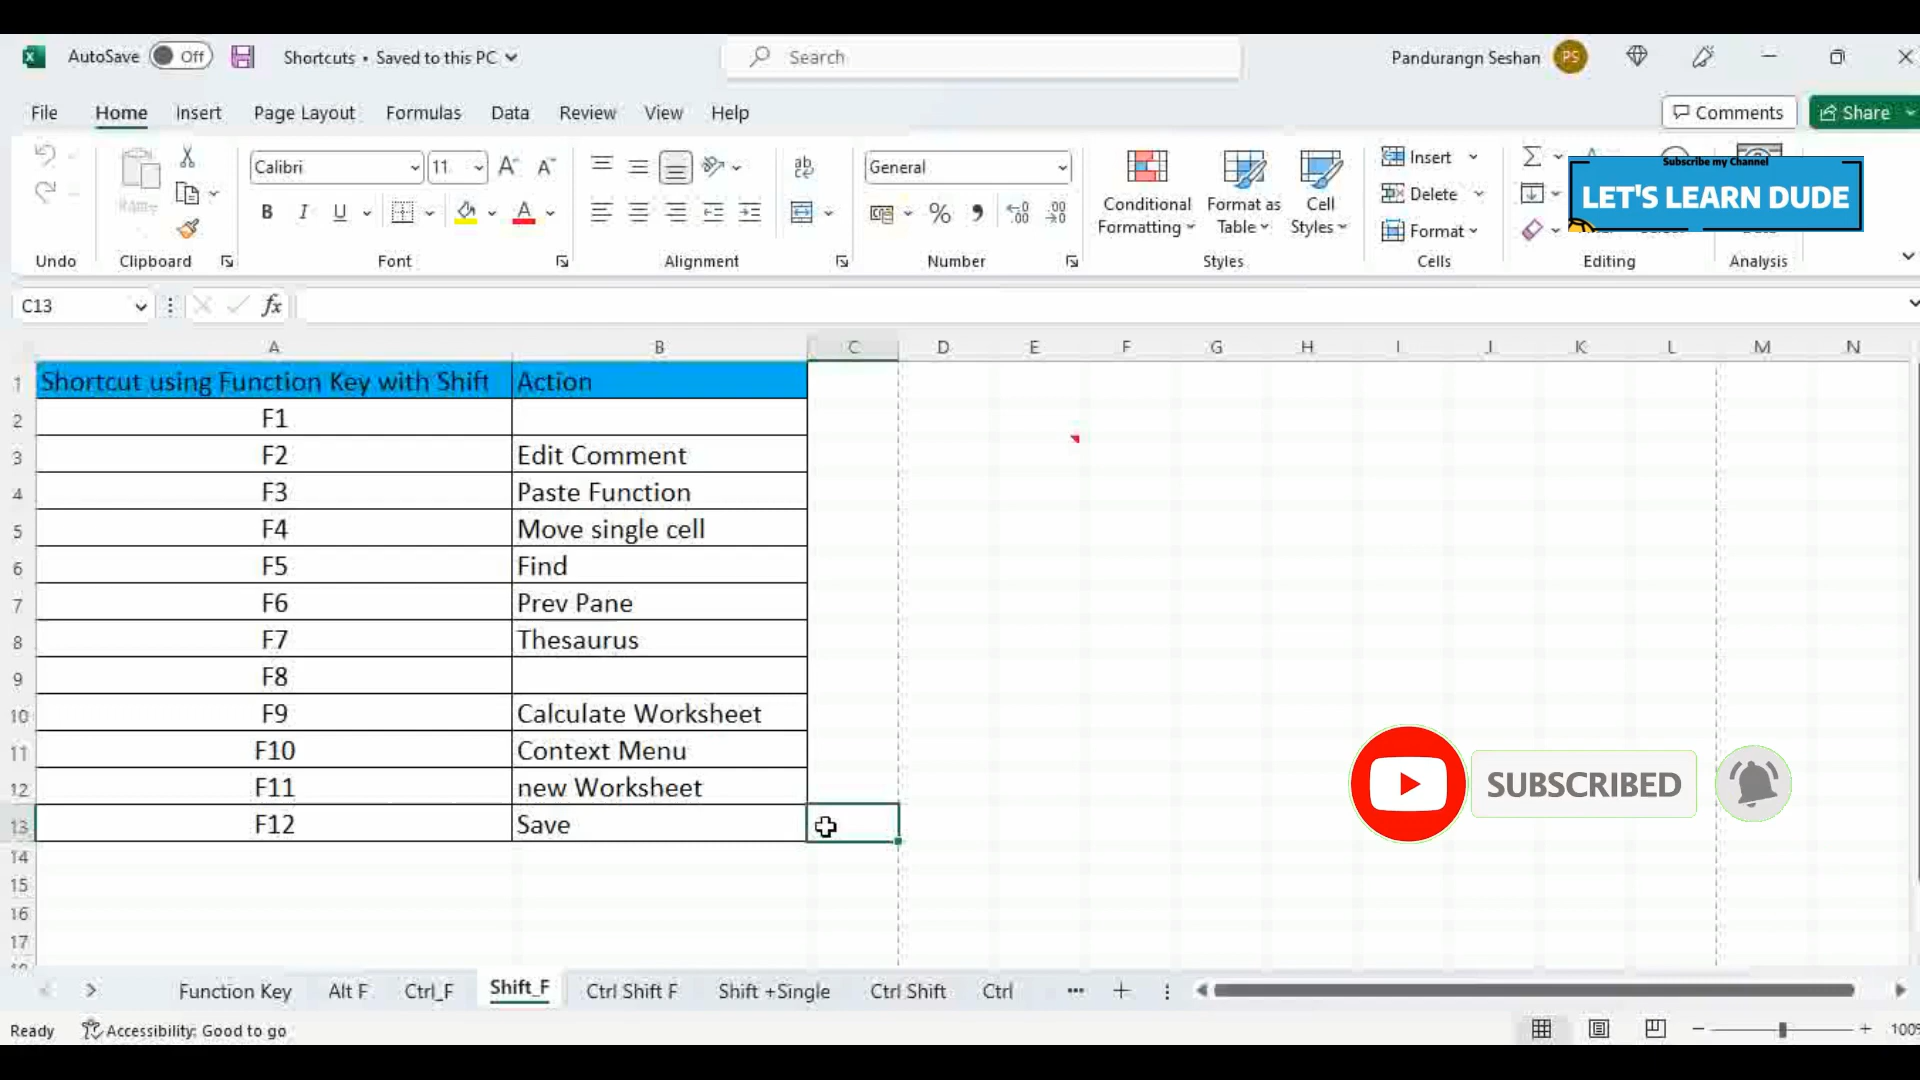 AutoSave Off Shortcuts • Saved to this PC Search Pandurangn Seshan PS
File Home Insert Page Layout Formulas Data Review View Help Comments Share
Calibri 11 General Insert
Subscribe my Channel
LET'S LEARN DUDE
Delete
B I U Conditional Formatting Format as Table Cell Styles
Format
Undo Clipboard Font Alignment Number Styles Cells Editing Analysis
C13 fx
A B C D E F G H I J K L M N
1 Shortcut using Function Key with Shift Action
2 F1
3 F2 Edit Comment
4 F3 Paste Function
5 F4 Move single cell
6 F5 Find
7 F6 Prev Pane
8 F7 Thesaurus
9 F8
10 F9 Calculate Worksheet
11 F10 Context Menu
12 F11 new Worksheet
SUBSCRIBED
13 F12 Save
14
15
16
17
Function Key Alt F Ctrl_F Shift_F Ctrl Shift F Shift +Single Ctrl Shift Ctrl
Ready Accessibility: Good to go 100%